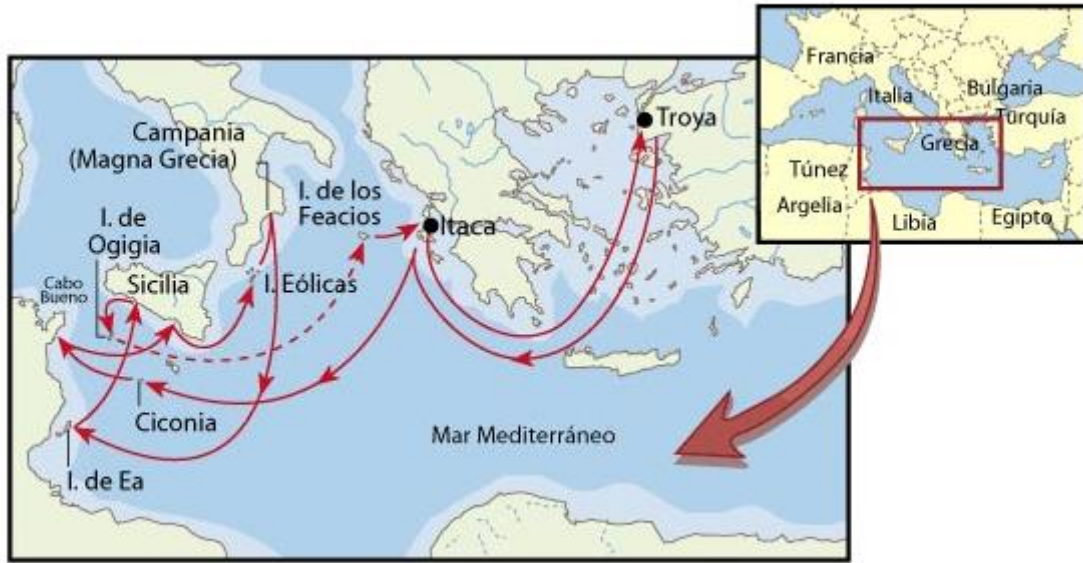 Campania
(Magna Grecia)
I. de
Ogigia
Cabo
Bueno
Sicilia
I. de los
Feacios
I. Eólicas
Itaca
Troya
Ciconia
I. de Ea
Mar Mediterráneo
Francia
Italia
Bulgaria
Turquía
Grecia
Túnez
Argelia
Libia
Egipto